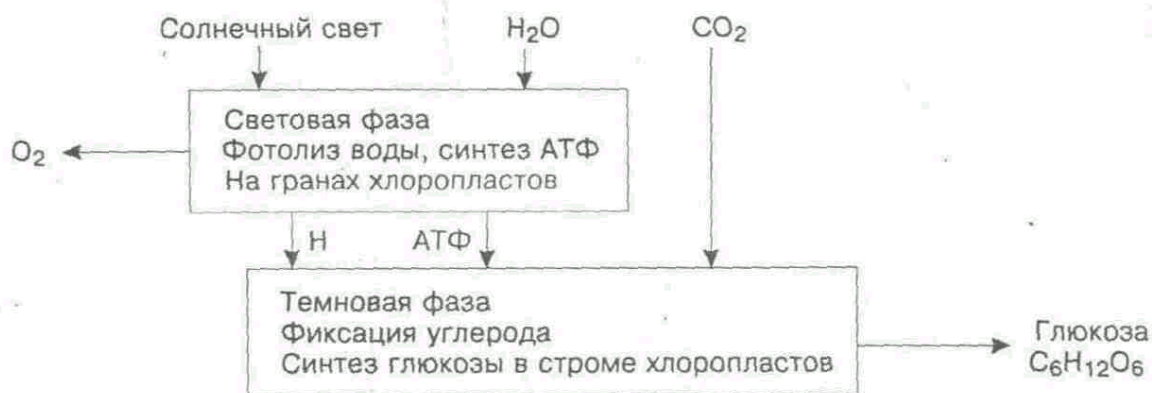 Солнечный свет
H₂O
CO₂
Световая фаза
Фотолиз воды, синтез АТФ
На гранах хлоропластов
O₂
Н
АТФ
Темновая фаза
Фиксация углерода
Синтез глюкозы в строме хлоропластов
Глюкоза
C₆H₁₂O₆